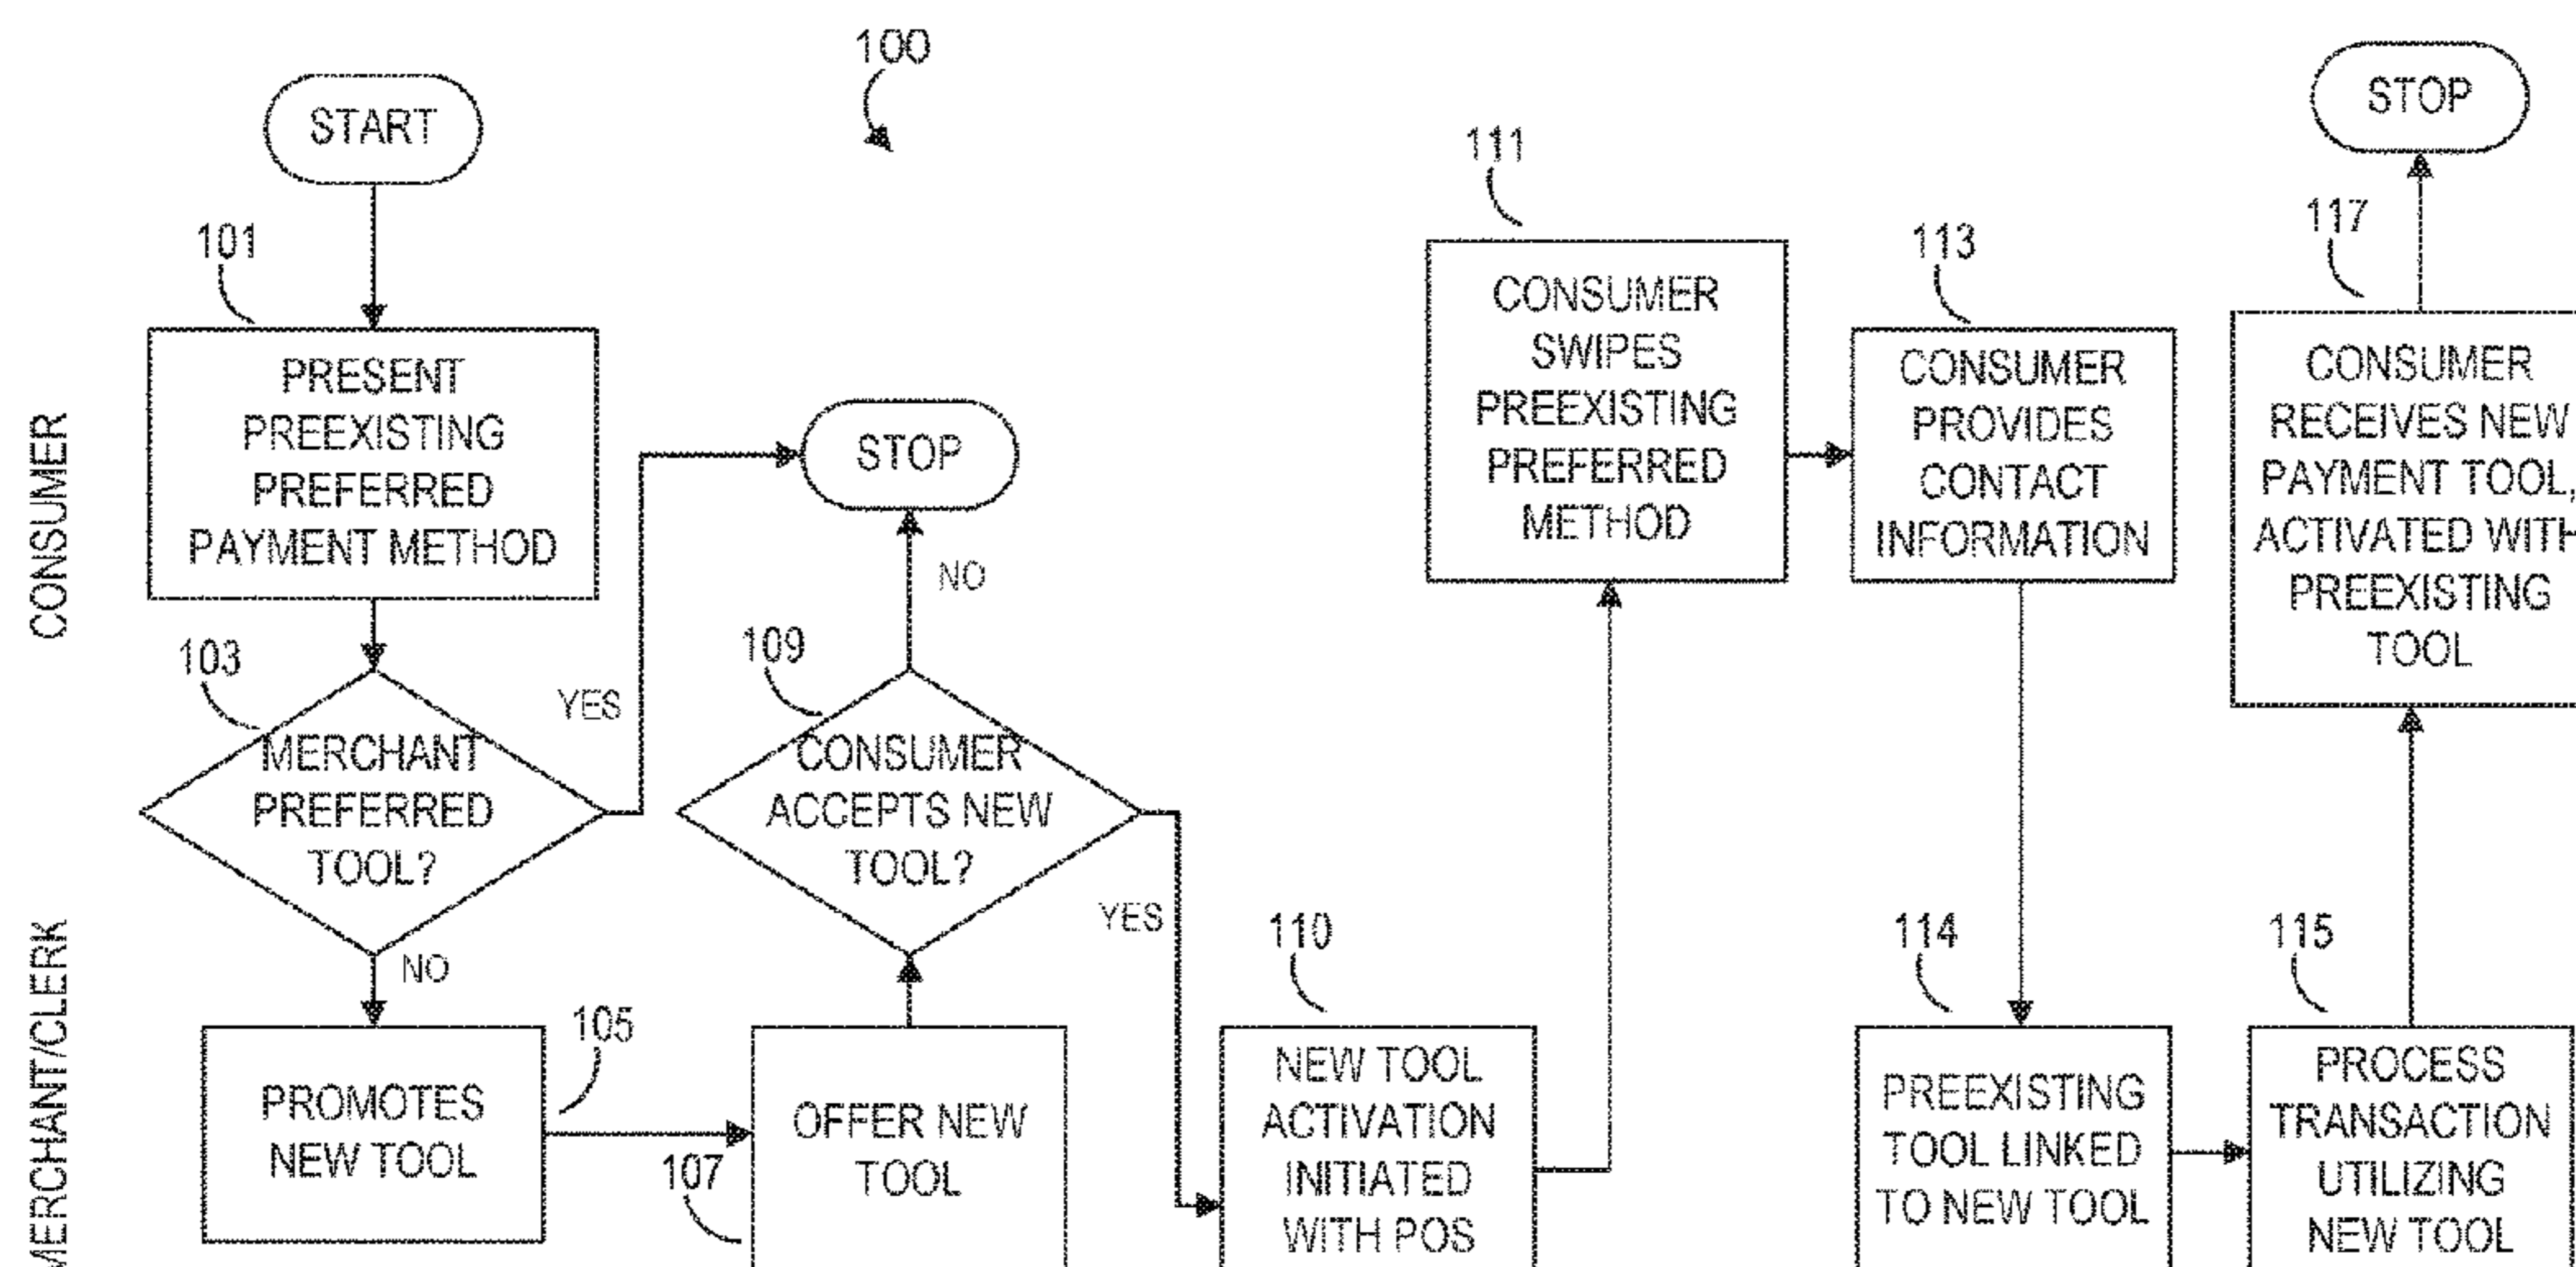 100
START
STOP
111
117
101
113
CONSUMER
SWIPES
PREEXISTING
PREFERRED
METHOD
CONSUMER
PROVIDES
CONTACT
INFORMATION
CONSUMER
RECEIVES NEW
PAYMENT TOOL,
ACTIVATED WITH
PREEXISTING
TOOL
PRESENT
PREEXISTING
PREFERRED
PAYMENT METHOD
CONSUMER
STOP
NO
103
109
YES
MERCHANT
PREFERRED
TOOL?
CONSUMER
ACCEPTS NEW
TOOL?
YES
110
114
115
NO
MERCHANT/CLERK
105
PROMOTES
NEW TOOL
107
OFFER NEW
TOOL
NEW TOOL
ACTIVATION
INITIATED
WITH POS
PREEXISTING
TOOL LINKED
TO NEW TOOL
PROCESS
TRANSACTION
UTILIZING
NEW TOOL